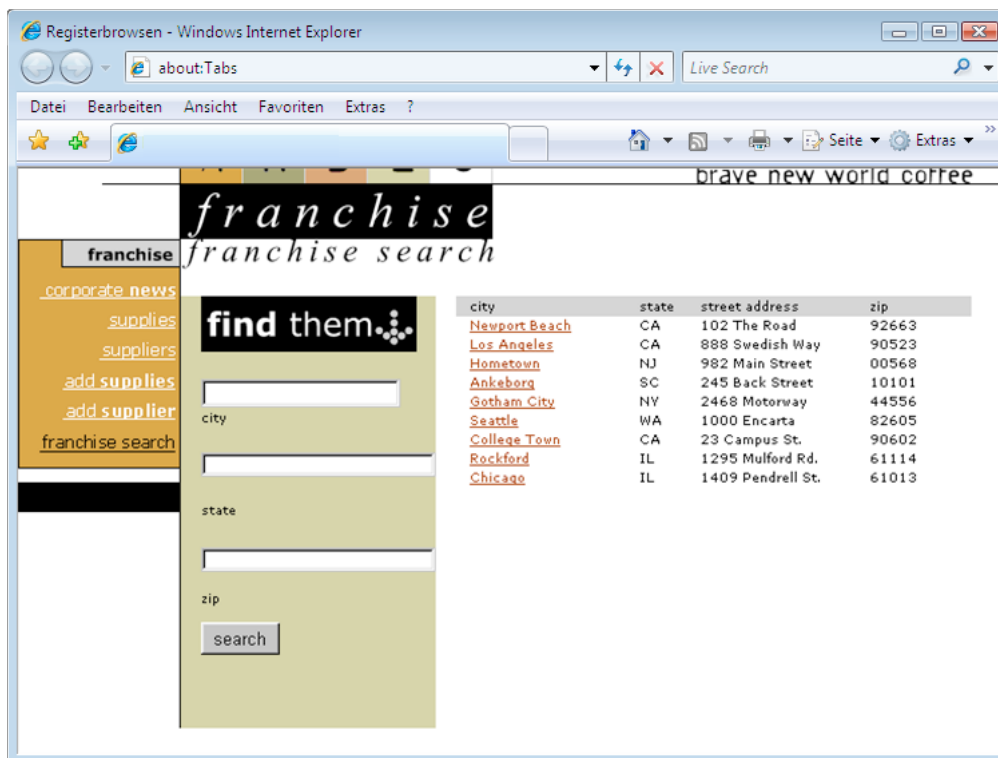 Registerbrowsen - Windows Internet Explorer
about:Tabs
Live Search
Datei Bearbeiten Ansicht Favoriten Extras ?
Seite Extras
brave new world coffee
franchise
franchise search
franchise
corporate news
supplies
suppliers
add supplies
add supplier
franchise search
find them
city
state
zip
search
city state street address zip
Newport Beach CA 102 The Road 92663
Los Angeles CA 888 Swedish Way 90523
Hometown NJ 982 Main Street 00568
Ankeborg SC 245 Back Street 10101
Gotham City NY 2468 Motorway 44556
Seattle WA 1000 Encarta 82605
College Town CA 23 Campus St. 90602
Rockford IL 1295 Mulford Rd. 61114
Chicago IL 1409 Pendrell St. 61013